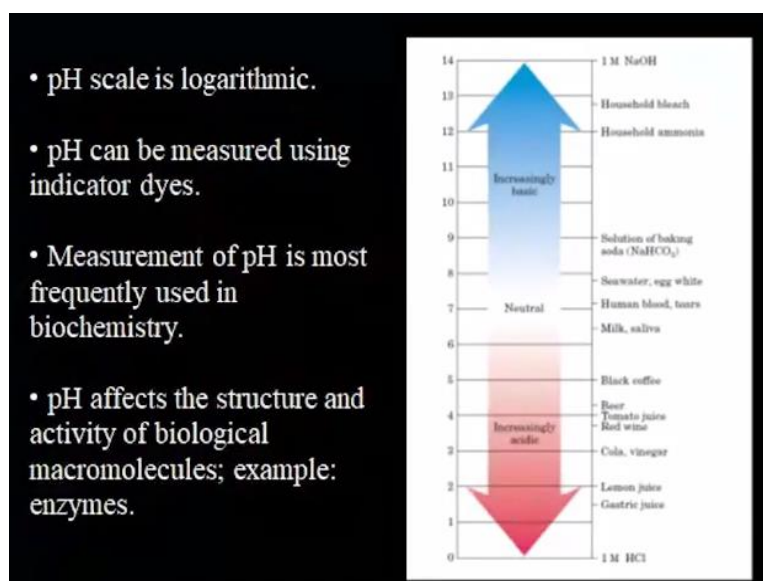 • pH scale is logarithmic.
• pH can be measured using
indicator dyes.
• Measurement of pH is most
frequently used in
biochemistry.
• pH affects the structure and
activity of biological
macromolecules; example:
enzymes.
14
1 M NaOH
13
Household bleach
12
Household ammonia
11
Increasingly
basic
10
9
Solution of baking
soda (NaHCO₃)
8
Seawater, egg white
7
Neutral
Human blood, tears
Milk, saliva
6
5
Black coffee
Beer
4
Tomato juice
Red wine
Increasingly
acidic
3
Cola, vinegar
2
Lemon juice
Gastric juice
1
0
1 M HCl